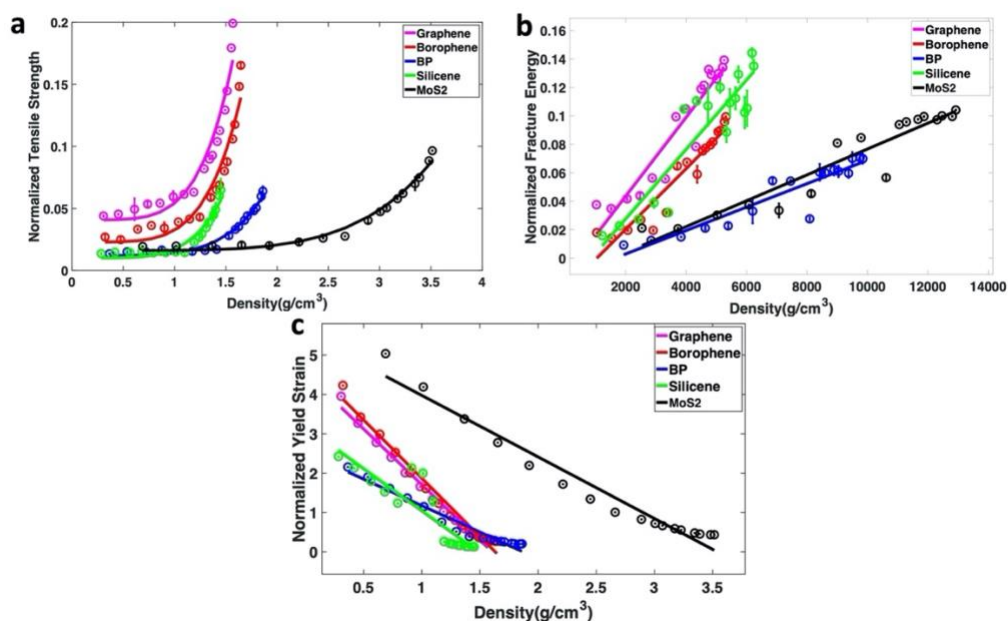 a
0.2
0.15
0.1
0.05
0
0 0.5 1 1.5 2 2.5 3 3.5 4
Normalized Tensile Strength
Density(g/cm³)
Graphene
Borophene
BP
Silicene
MoS2
b
0.16
0.14
0.12
0.1
0.08
0.06
0.04
0.02
0
2000 4000 6000 8000 10000 12000 14000
Normalized Fracture Energy
Density(g/cm³)
Graphene
Borophene
BP
Silicene
MoS2
c
5
4
3
2
1
0
0.5 1 1.5 2 2.5 3 3.5
Normalized Yield Strain
Density(g/cm³)
Graphene
Borophene
BP
Silicene
MoS2